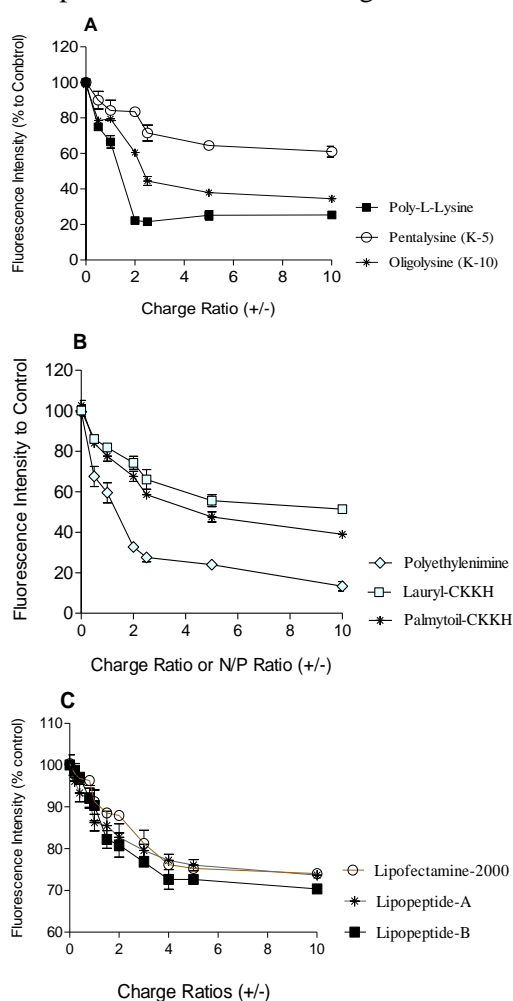 A
Fluorescence Intensity (% to Conbtrol)
120
100
80
60
40
20
0
0 2 4 6 8 10
Charge Ratio (+/-)
Poly-L-Lysine
Pentalysine (K-5)
Oligolysine (K-10)
B
Fluorescence Intensity to Control
120
100
80
60
40
20
0
0 2 4 6 8 10
Charge Ratio or N/P Ratio (+/-)
Polyethylenimine
Lauryl-CKKH
Palmytoil-CKKH
C
Fluorescence Intensity (% control)
110
100
90
80
70
60
0 2 4 6 8 10
Charge Ratios (+/-)
Lipofectamine-2000
Lipopeptide-A
Lipopeptide-B